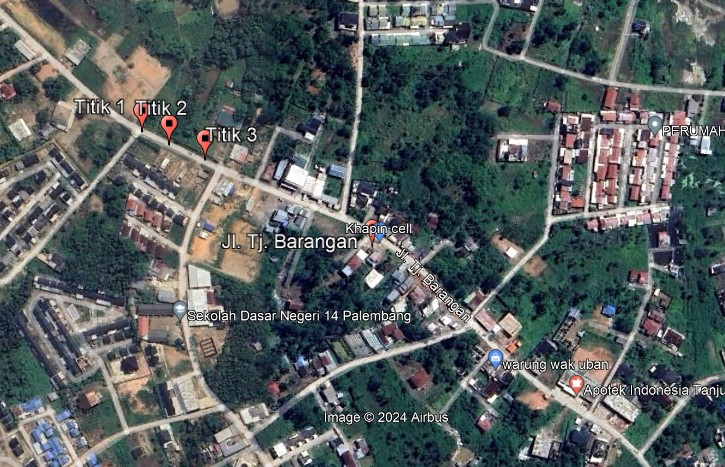 Titik 1
Titik 2
Titik 3
PERUMAH
Khapin cell
Jl. Tj. Barangan
Jl. Tj. Barangan
Sekolah Dasar Negeri 14 Palembang
warung wak uban
Apotek Indonesia Tanju
Image © 2024 Airbus